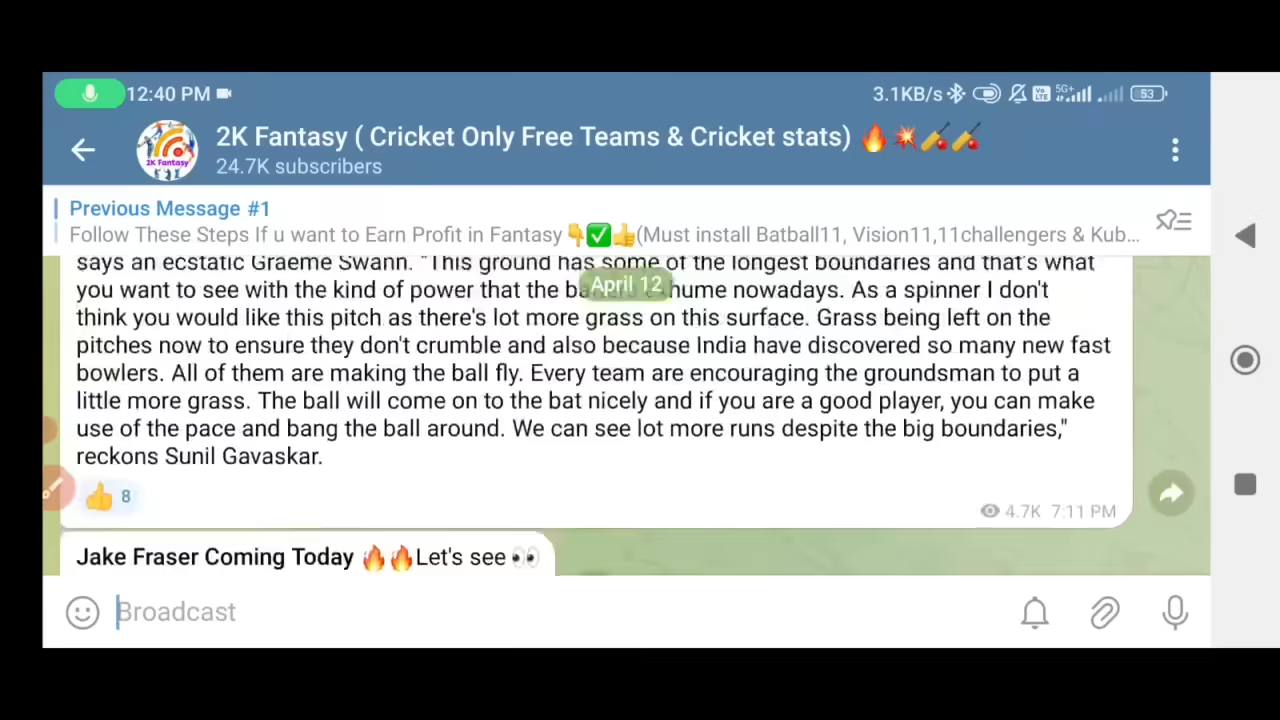 12:40 PM 3.1KB/s Vo LTE 5G+ 53
2K Fantasy ( Cricket Only Free Teams & Cricket stats) 🔥💥🏏🏏
2K Fantasy
24.7K subscribers
Previous Message #1
Follow These Steps If u want to Earn Profit in Fantasy 👇✅👍(Must install Batball11, Vision11,11challengers & Kub...
says an ecstatic Graeme Swann. "This ground has some of the longest boundaries and that's what
April 12
you want to see with the kind of power that the hume nowadays. As a spinner I don't
think you would like this pitch as there's lot more grass on this surface. Grass being left on the
pitches now to ensure they don't crumble and also because India have discovered so many new fast
bowlers. All of them are making the ball fly. Every team are encouraging the groundsman to put a
little more grass. The ball will come on to the bat nicely and if you are a good player, you can make
use of the pace and bang the ball around. We can see lot more runs despite the big boundaries,"
reckons Sunil Gavaskar.
👍 8
4.7K 7:11 PM
Jake Fraser Coming Today 🔥🔥Let's see 👀
Broadcast